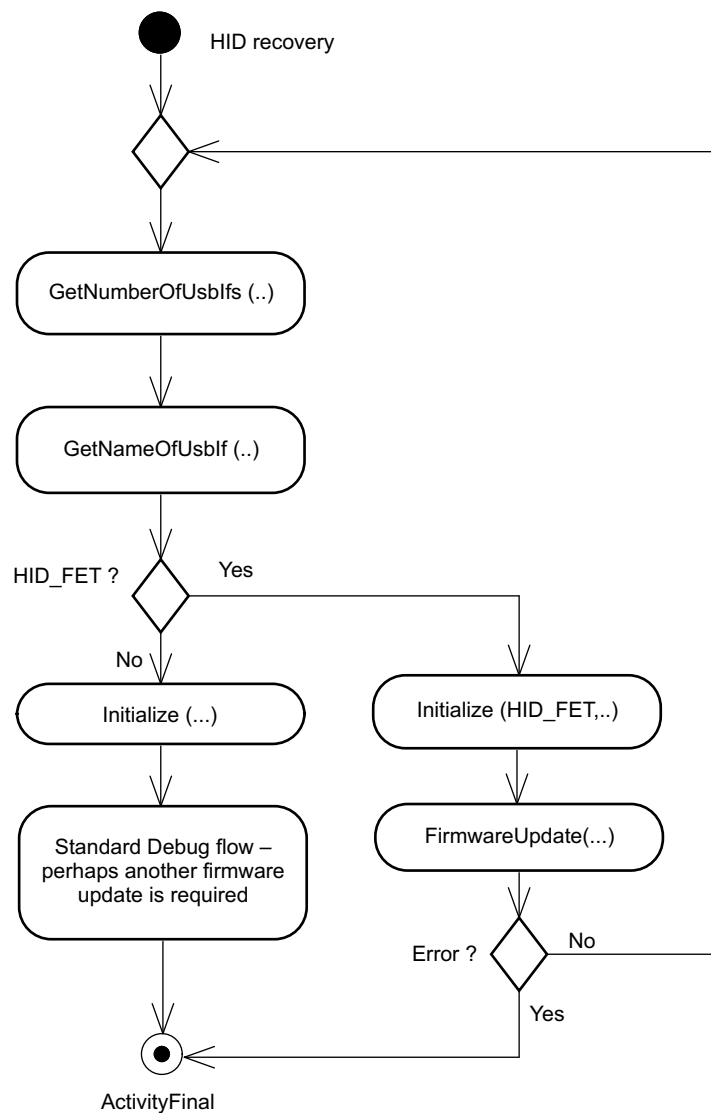 HID recovery
GetNumberOfUsbIfs (..)
GetNameOfUsbIf (..)
HID_FET ?
Yes
No
Initialize (...)
Initialize (HID_FET,..)
Standard Debug flow –
perhaps another firmware
update is required
FirmwareUpdate(...)
Error ?
No
Yes
ActivityFinal